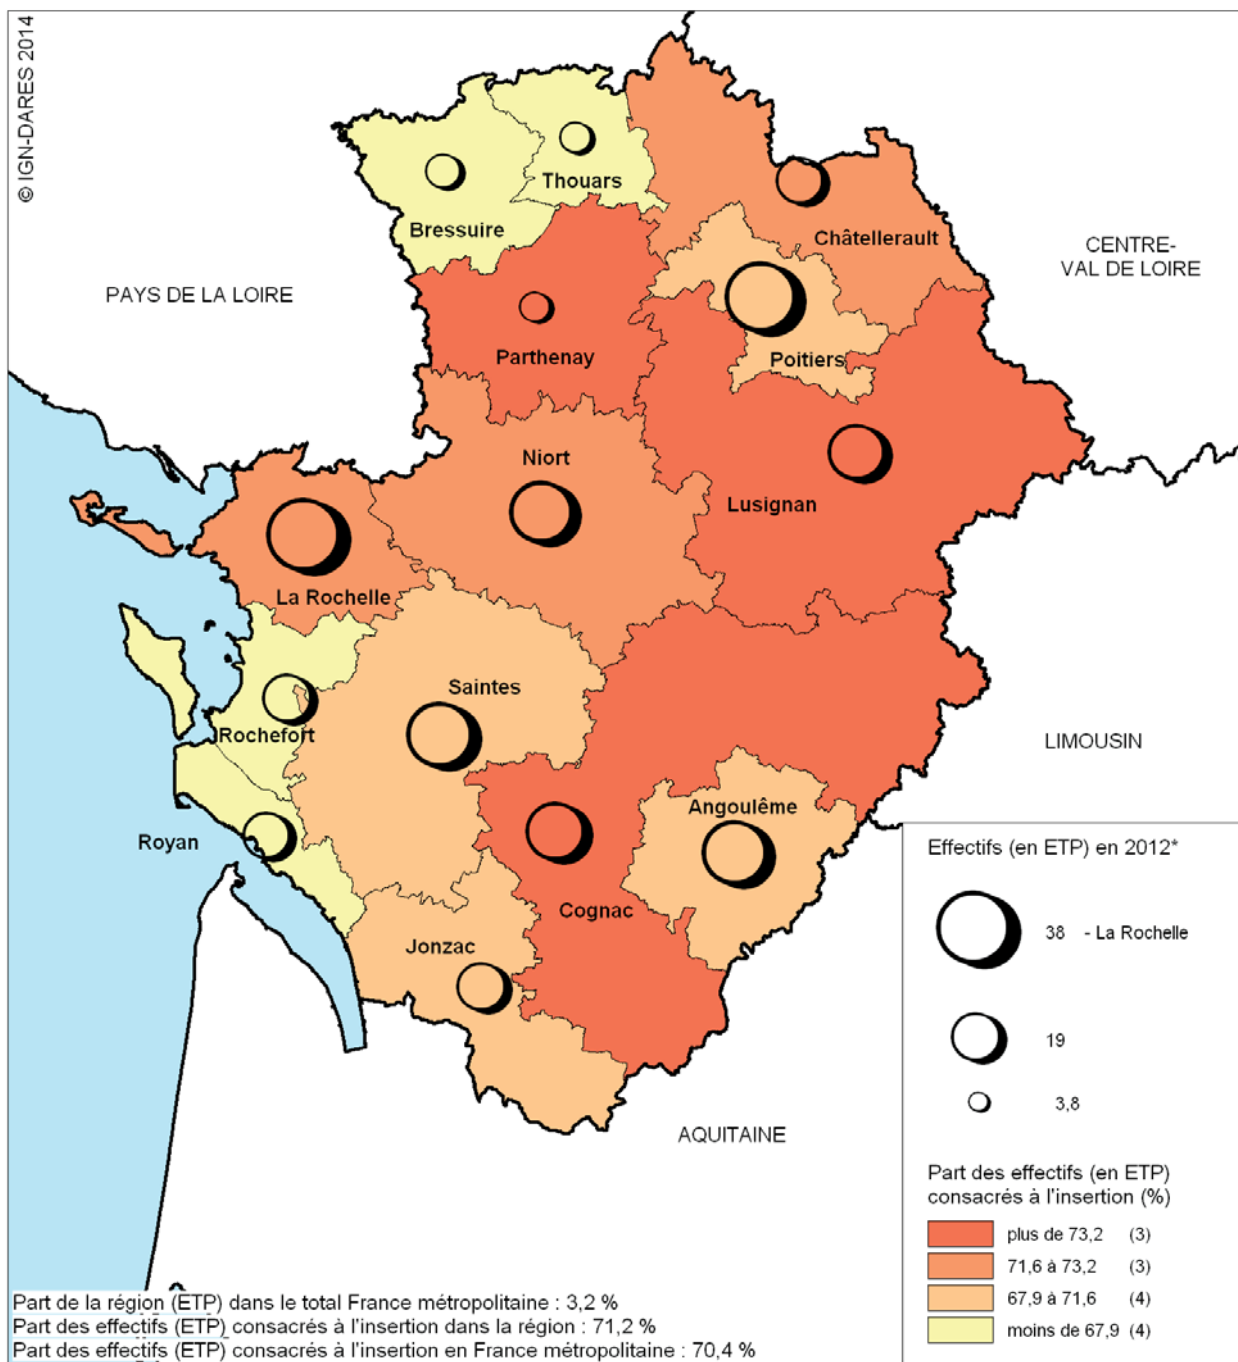 © IGN-DARES 2014
Thouars
Bressuire
Châtellerault
CENTRE-
VAL DE LOIRE
PAYS DE LA LOIRE
Parthenay
Poitiers
Niort
Lusignan
La Rochelle
Saintes
Rochefort
LIMOUSIN
Angoulême
Royan
Cognac
Jonzac
AQUITAINE
Effectifs (en ETP) en 2012*
38 - La Rochelle
19
3,8
Part des effectifs (en ETP)
consacrés à l'insertion (%)
plus de 73,2 (3)
71,6 à 73,2 (3)
67,9 à 71,6 (4)
moins de 67,9 (4)
Part de la région (ETP) dans le total France métropolitaine : 3,2 %
Part des effectifs (ETP) consacrés à l'insertion dans la région : 71,2 %
Part des effectifs (ETP) consacrés à l'insertion en France métropolitaine : 70,4 %